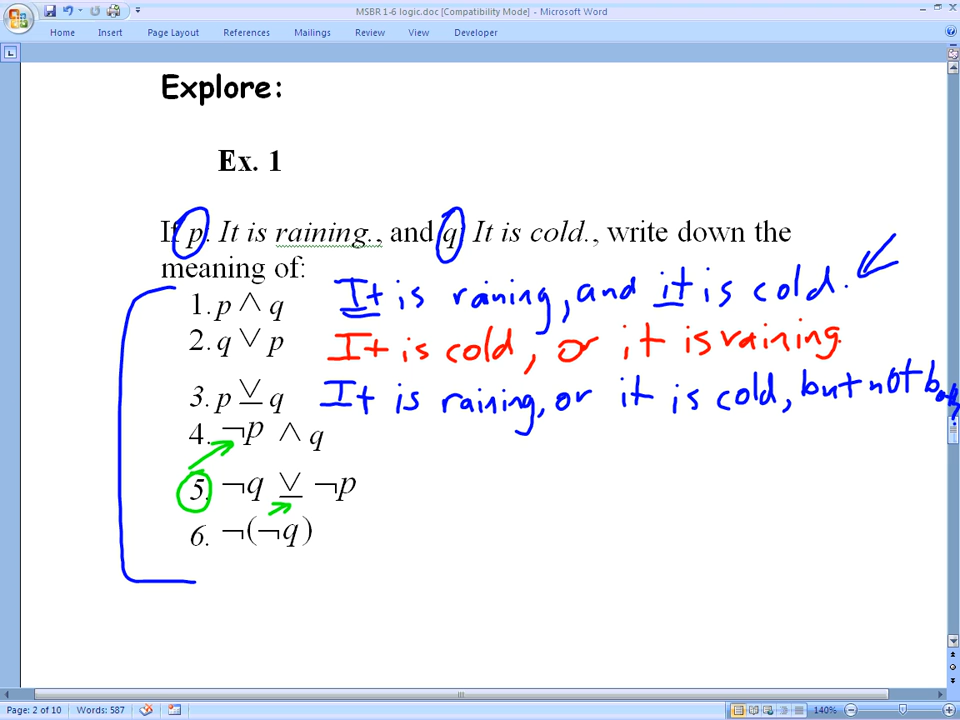 MSBR 1-6 logic.doc [Compatibility Mode] - Microsoft Word
Home Insert Page Layout References Mailings Review View Developer
L
Explore:
Ex. 1
If p: It is raining., and q: It is cold., write down the
meaning of:
1. p ∧ q It is raining, and it is cold.
2. q ∨ p It is cold, or it is raining.
3. p ⊻ q It is raining, or it is cold, but not both.
4. ¬p ∧ q
5. ¬q ⊻ ¬p
6. ¬(¬q)
Page: 2 of 10 Words: 587 140%